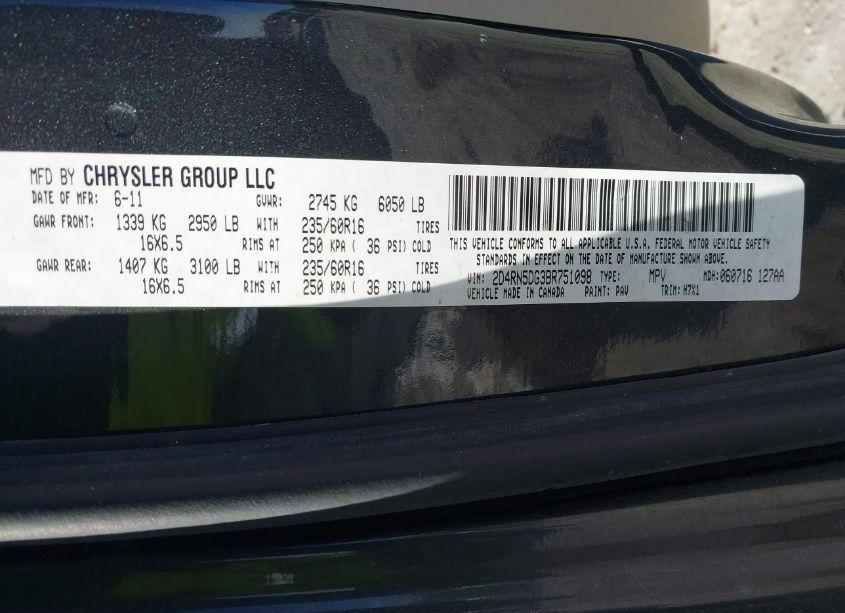 MFD BY CHRYSLER GROUP LLC
DATE OF MFR: 6-11 GVWR: 2745 KG 6050 LB
GAWR FRONT: 1339 KG 2950 LB WITH 235/60R16 TIRES
16X6.5 RIMS AT 250 KPA ( 36 PSI) COLD
GAWR REAR: 1407 KG 3100 LB WITH 235/60R16 TIRES
16X6.5 RIMS AT 250 KPA ( 36 PSI) COLD
THIS VEHICLE CONFORMS TO ALL APPLICABLE U.S.A. FEDERAL MOTOR VEHICLE SAFETY
STANDARDS IN EFFECT ON THE DATE OF MANUFACTURE SHOWN ABOVE.
VIN: 2D4RN5DG3BR751098 TYPE: MPV MDH: 060716 127AA
VEHICLE MADE IN CANADA PAINT: PAV TRIM: M7X1